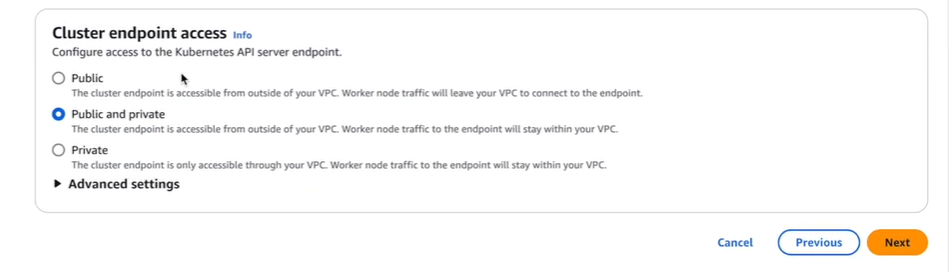 Cluster endpoint access Info
Configure access to the Kubernetes API server endpoint.
Public
The cluster endpoint is accessible from outside of your VPC. Worker node traffic will leave your VPC to connect to the endpoint.
Public and private
The cluster endpoint is accessible from outside of your VPC. Worker node traffic to the endpoint will stay within your VPC.
Private
The cluster endpoint is only accessible through your VPC. Worker node traffic to the endpoint will stay within your VPC.
Advanced settings
Cancel Previous Next